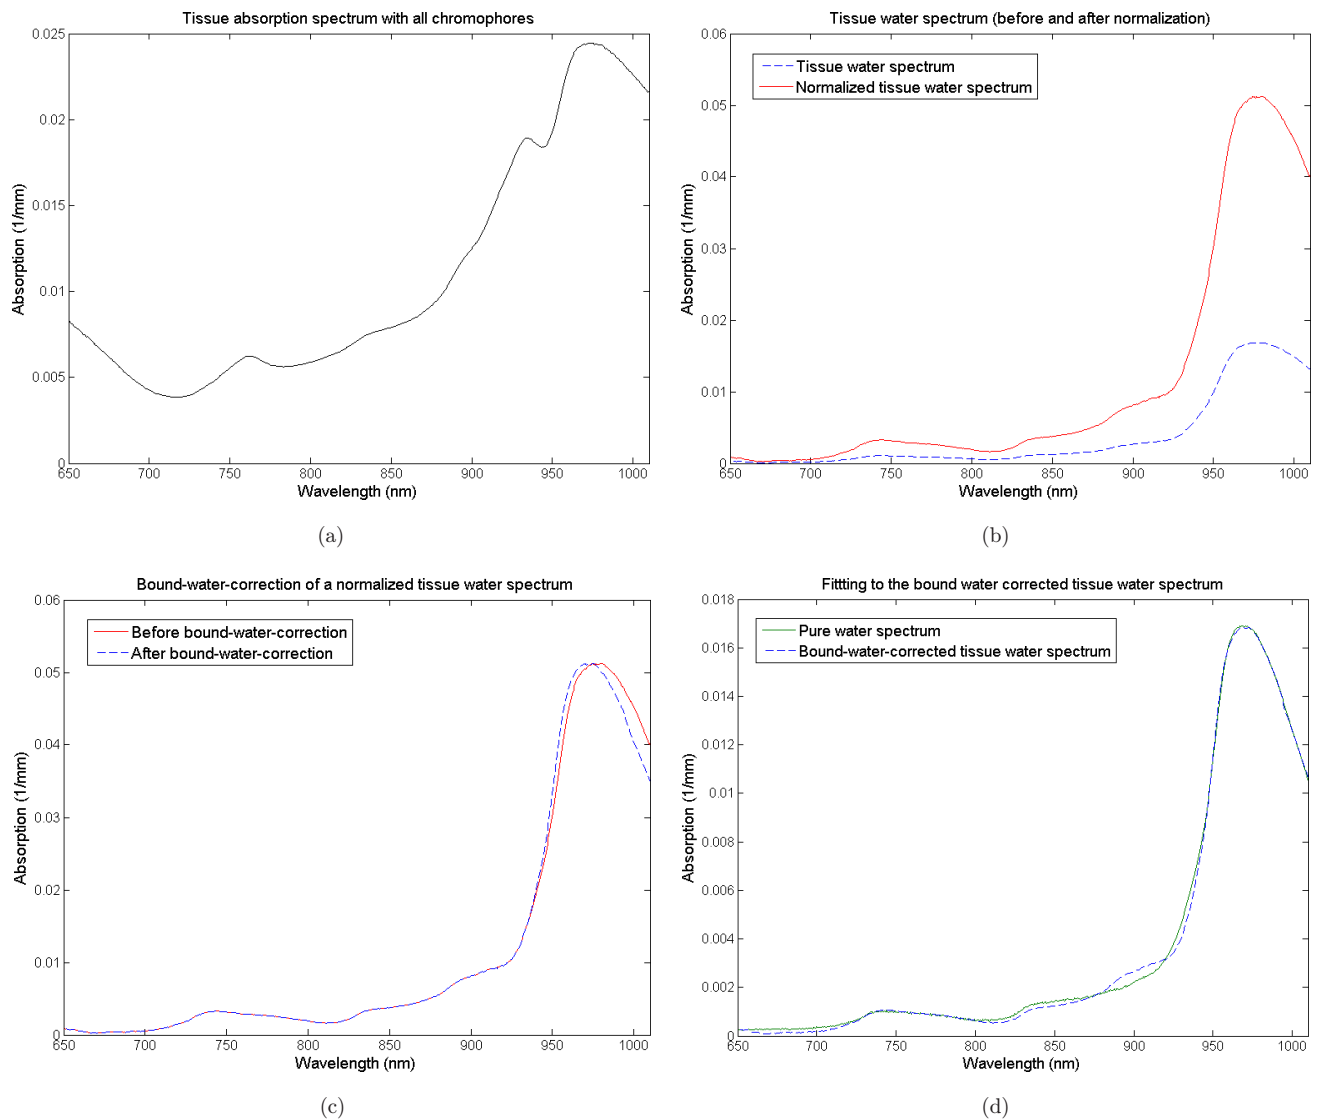 Tissue absorption spectrum with all chromophores
0.025
0.02
0.015
0.01
0.005
0
650 700 750 800 850 900 950 1000
Absorption (1/mm)
Wavelength (nm)
(a)
Tissue water spectrum (before and after normalization)
Tissue water spectrum
Normalized tissue water spectrum
0.06
0.05
0.04
0.03
0.02
0.01
0
650 700 750 800 850 900 950 1000
Absorption (1/mm)
Wavelength (nm)
(b)
Bound-water-correction of a normalized tissue water spectrum
Before bound-water-correction
After bound-water-correction
0.06
0.05
0.04
0.03
0.02
0.01
0
650 700 750 800 850 900 950 1000
Absorption (1/mm)
Wavelength (nm)
(c)
Fittting to the bound water corrected tissue water spectrum
Pure water spectrum
Bound-water-corrected tissue water spectrum
0.018
0.016
0.014
0.012
0.01
0.008
0.006
0.004
0.002
0
650 700 750 800 850 900 950 1000
Absorption (1/mm)
Wavelength (nm)
(d)